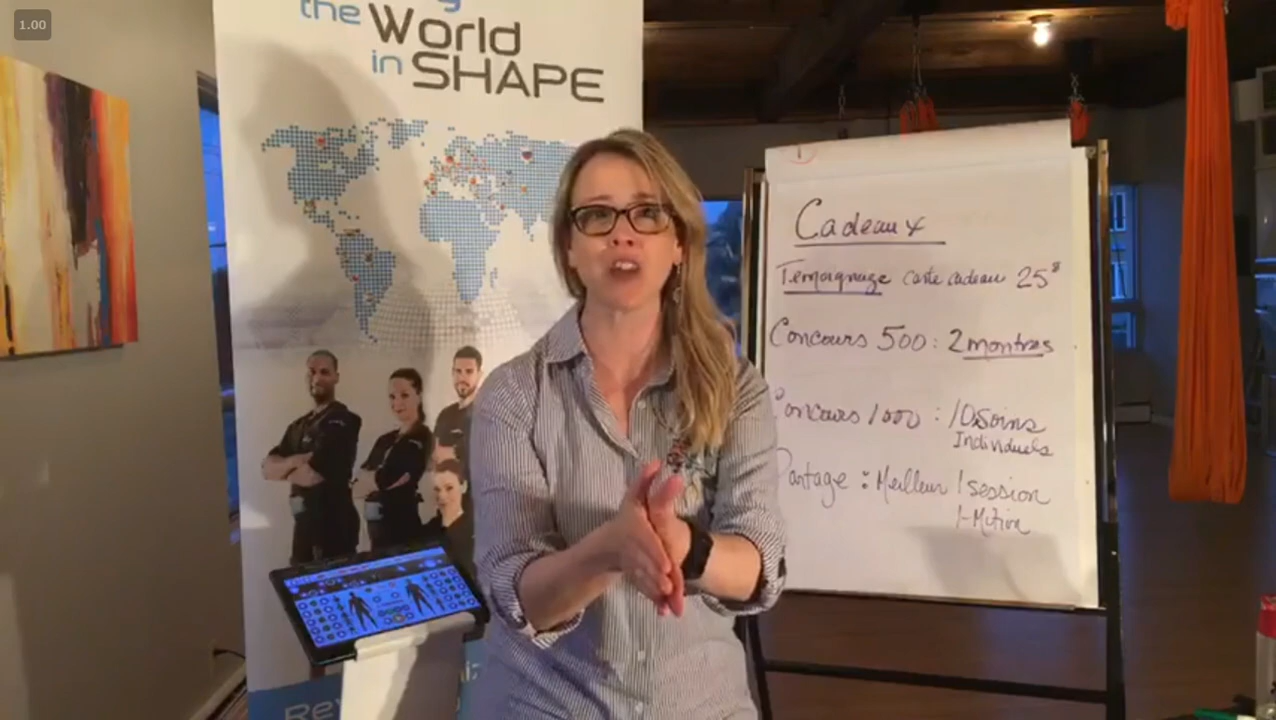 1.00
the World
in SHAPE
Cadeaux
Temoignage carte cadeau 25$
Concours 500 : 2 montres
Concours 1000 : 10 soins
Individuels
Partage : Meilleur 1 session
I-Motion